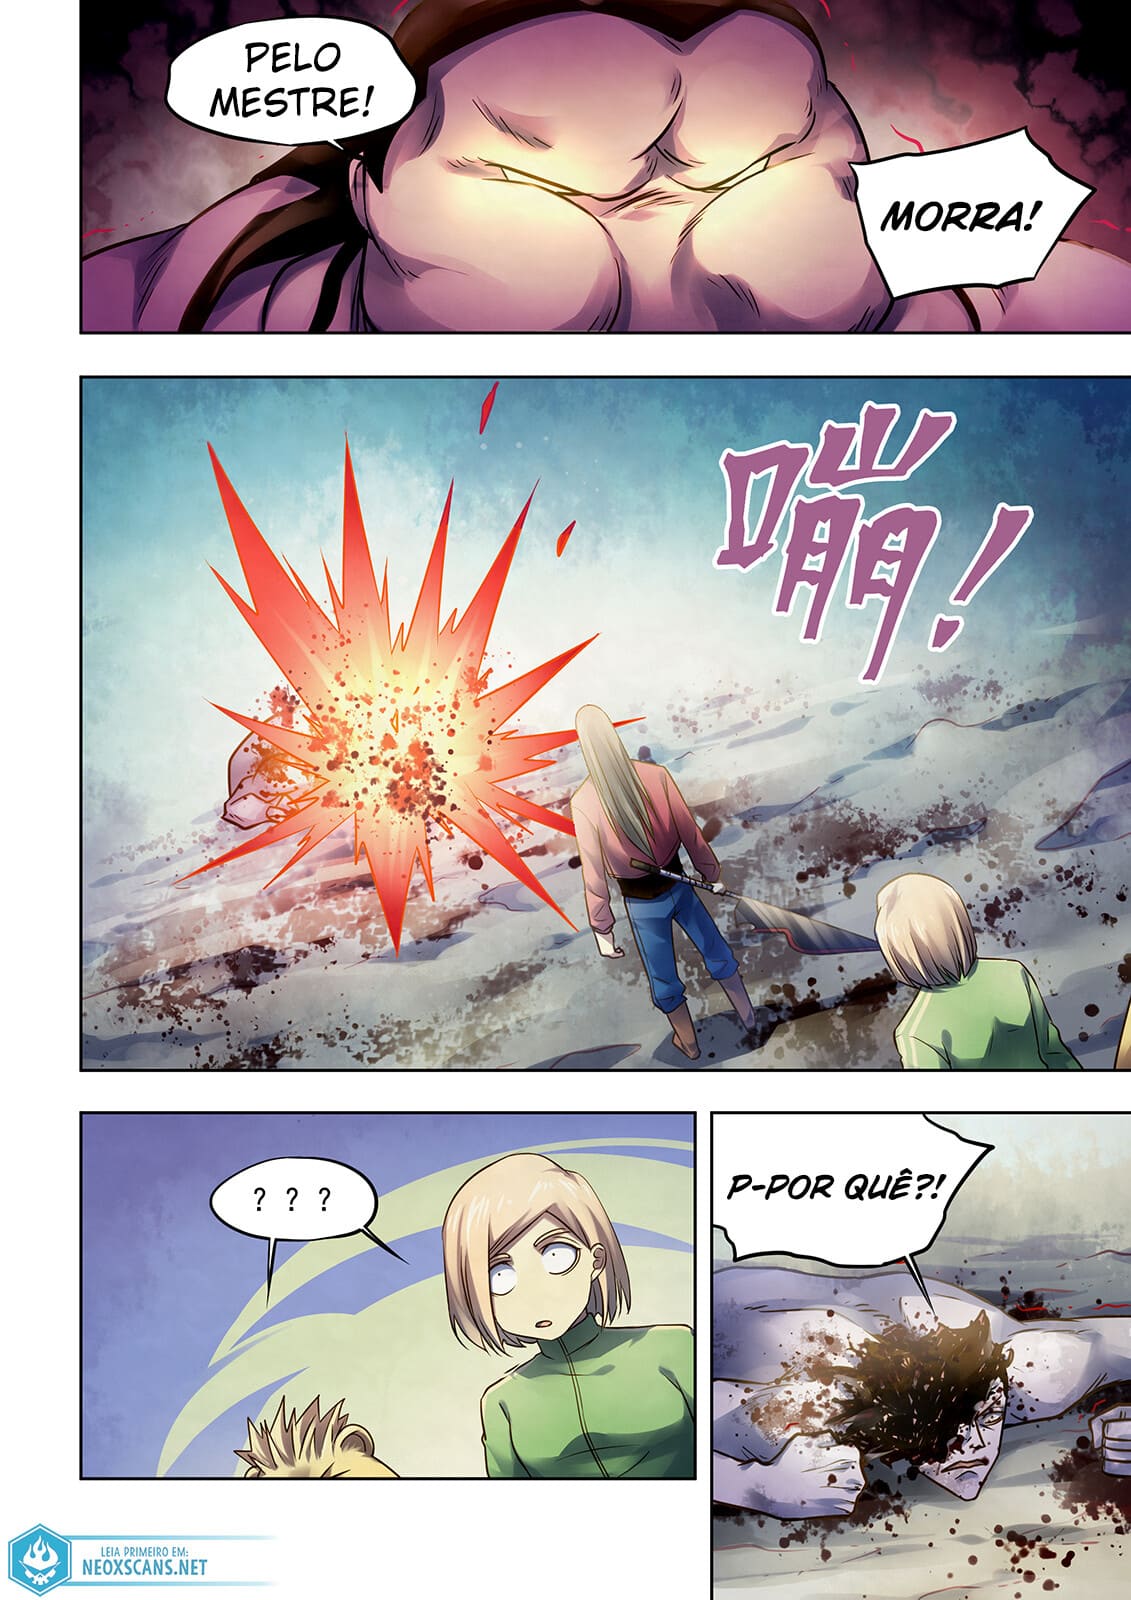 PELO
MESTRE!
MORRA!
嘣!
? ? ?
P-POR QUÊ?!
LEIA PRIMEIRO EM:
NEOXSCANS.NET